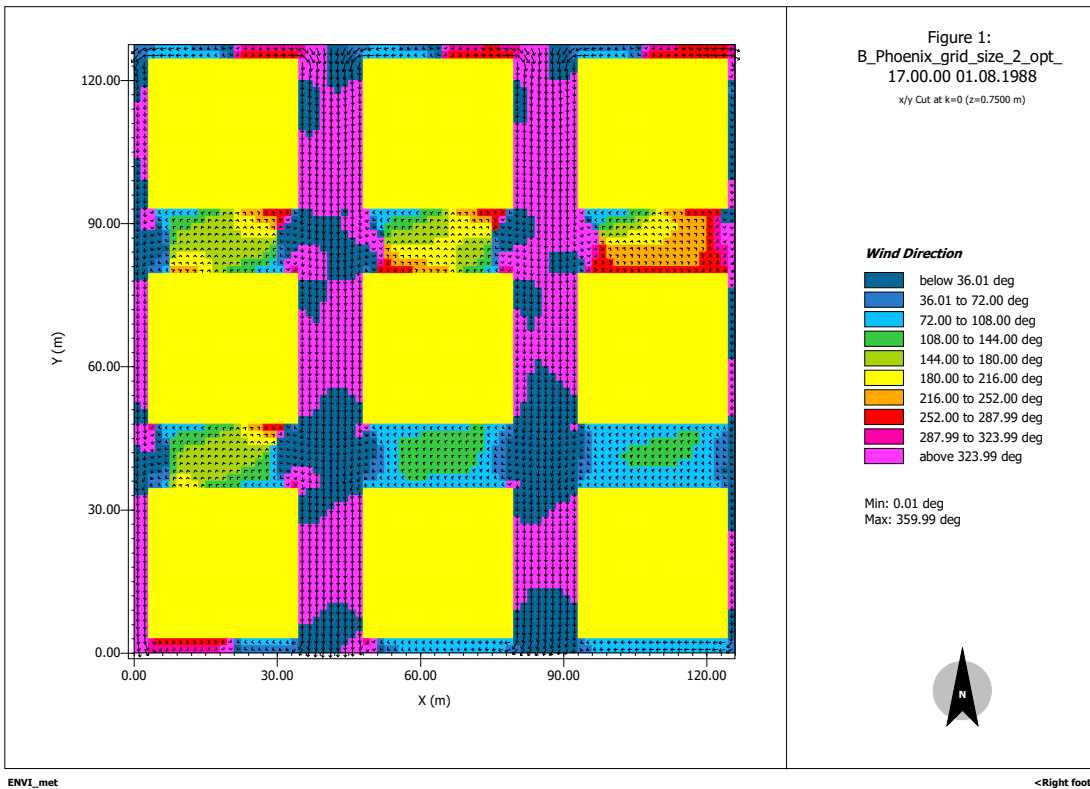 Figure 1:
B_Phoenix_grid_size_2_opt_
17.00.00 01.08.1988
x/y Cut at k=0 (z=0.7500 m)
120.00
90.00
60.00
30.00
0.00
Y (m)
0.00 30.00 60.00 90.00 120.00
X (m)
Wind Direction
below 36.01 deg
36.01 to 72.00 deg
72.00 to 108.00 deg
108.00 to 144.00 deg
144.00 to 180.00 deg
180.00 to 216.00 deg
216.00 to 252.00 deg
252.00 to 287.99 deg
287.99 to 323.99 deg
above 323.99 deg
Min: 0.01 deg
Max: 359.99 deg
N
ENVI_met
<Right foot